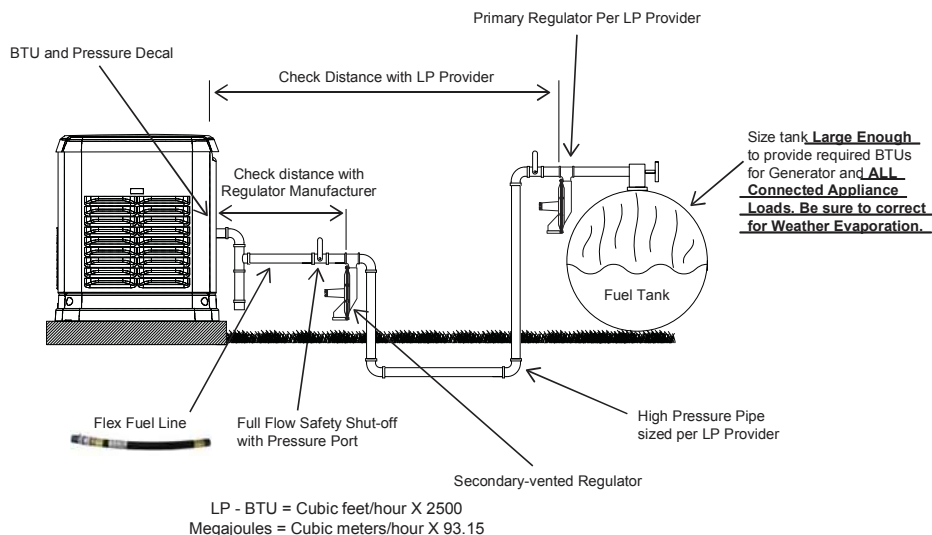 Primary Regulator Per LP Provider
BTU and Pressure Decal
Check Distance with LP Provider
Size tank Large Enough
to provide required BTUs
for Generator and ALL
Connected Appliance
Loads. Be sure to correct
for Weather Evaporation.
Check distance with
Regulator Manufacturer
Fuel Tank
Flex Fuel Line
Full Flow Safety Shut-off
with Pressure Port
High Pressure Pipe
sized per LP Provider
Secondary-vented Regulator
LP - BTU = Cubic feet/hour X 2500
Megajoules = Cubic meters/hour X 93.15